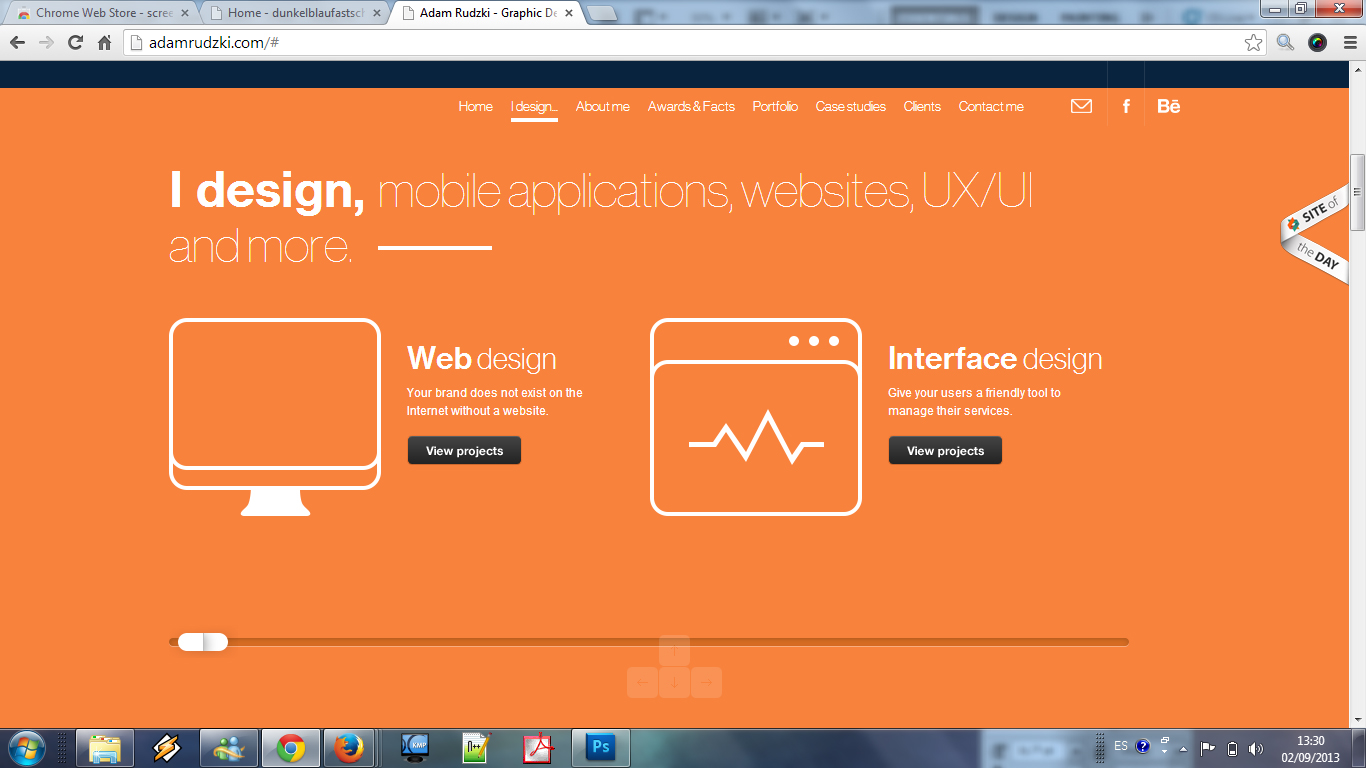 Chrome Web Store - scree
Home - dunkelblaufastsch
Adam Rudzki - Graphic De
adamrudzki.com/#
Home
I design...
About me
Awards & Facts
Portfolio
Case studies
Clients
Contact me
f
Bē
I design, mobile applications, websites, UX/UI
and more.
SITE of
the DAY
Web design
Your brand does not exist on the
Internet without a website.
View projects
Interface design
Give your users a friendly tool to
manage their services.
View projects
↑
← ↓ →
KMP
Ps
ES
13:30
02/09/2013